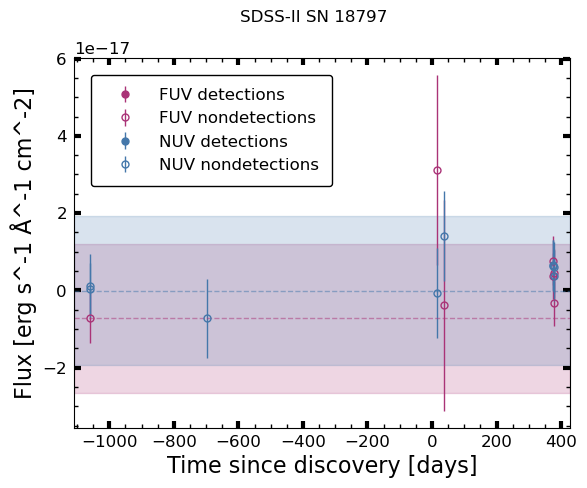 SDSS-II SN 18797
1e−17
FUV detections
FUV nondetections
NUV detections
NUV nondetections
6
4
2
0
−2
Flux [erg s^-1 Å^-1 cm^-2]
−1000 −800 −600 −400 −200 0 200 400
Time since discovery [days]